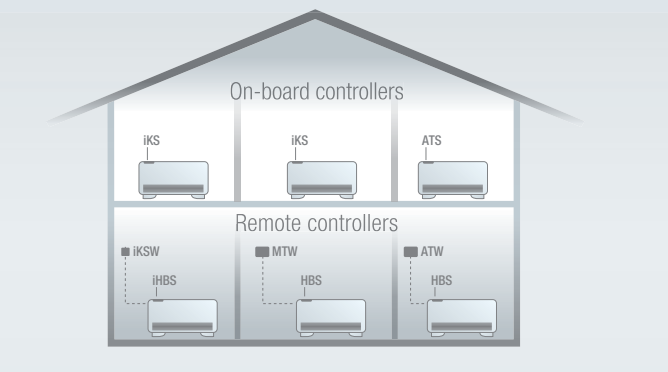 On-board controllers
iKS
iKS
ATS
Remote controllers
iKSW
MTW
ATW
iHBS
HBS
HBS